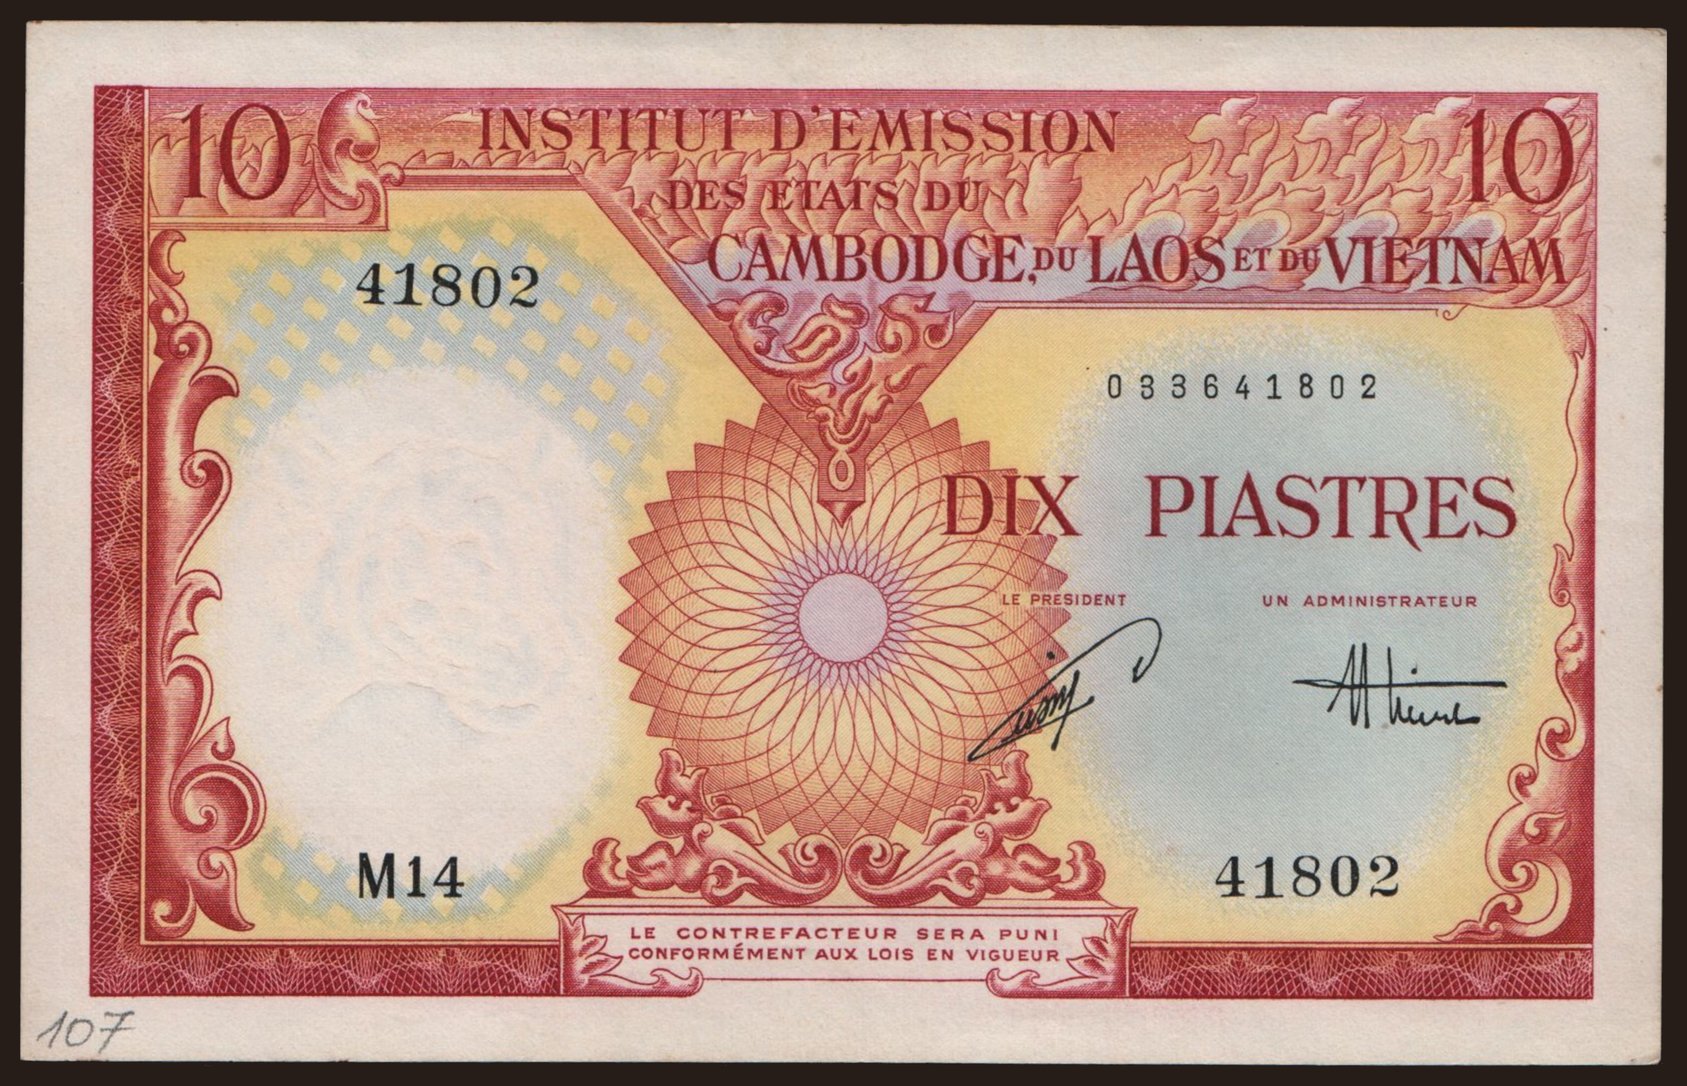 10
INSTITUT D'EMISSION
10
DES ETATS DU
CAMBODGE, DU LAOS ET DU VIETNAM
41802
033641802
DIX PIASTRES
LE PRESIDENT
UN ADMINISTRATEUR
M14
41802
LE CONTREFACTEUR SERA PUNI
CONFORMÉMENT AUX LOIS EN VIGUEUR
107